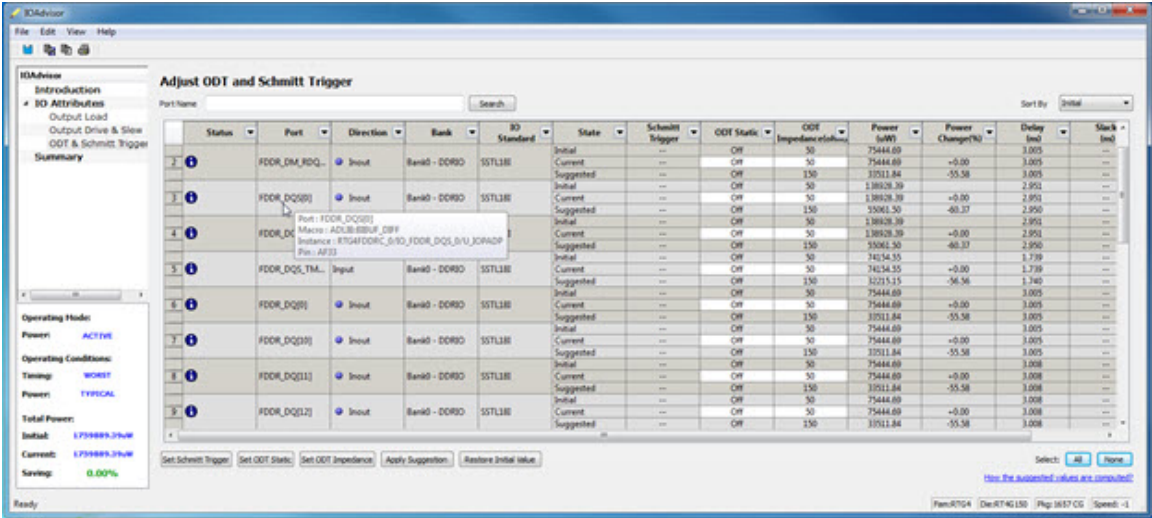 IOAdvisor
File Edit View Help
IOAdvisor
Introduction
IO Attributes
Output Load
Output Drive & Slew
ODT & Schmitt Trigger
Summary
Operating Mode:
Power: ACTIVE
Operating Conditions:
Timing: WORST
Power: TYPICAL
Total Power:
Initial: 1759889.39uW
Current: 1759889.39uW
Saving: 0.00%
Adjust ODT and Schmitt Trigger
Port Name Search Sort By Initial
Status Port Direction Bank IO Standard State Schmitt Trigger ODT Static ODT Power (uW) Power Change(%) Delay (ns) Slack (ns)
Initial -- Off 50 75444.69 3.005 --
2 FDDR_DM_RDQ... Inout Bank0 - DDRIO SSTL18I Current -- Off 50 75444.69 +0.00 3.005 --
Suggested -- Off 150 33511.84 -55.58 3.005 --
Initial -- Off 50 138928.39 2.951 --
3 FDDR_DQS[0] Inout Bank0 - DDRIO SSTL18I Current -- Off 50 138928.39 +0.00 2.951 --
Suggested -- Off 150 55061.50 -60.37 2.950 --
Initial -- Off 50 138928.39 2.951 --
4 Bank0 - DDRIO Current -- Off 50 138928.39 +0.00 2.951 --
Suggested -- Off 150 55061.50 -60.37 2.950 --
Port : FDDR_DQS[0]
Macro : ADLIB:BIBUF_DIFF
Instance : RTG4FDDRC_0/IO_FDDR_DQS_0/U_IOPADP
Pin : AF33
Initial -- Off 50 74154.55 1.739 --
5 FDDR_DQS_TM... Input Bank0 - DDRIO SSTL18I Current -- Off 50 74154.55 +0.00 1.739 --
Suggested -- Off 150 32215.15 -56.56 1.740 --
Initial -- Off 50 75444.69 3.005 --
6 FDDR_DQ[0] Inout Bank0 - DDRIO SSTL18I Current -- Off 50 75444.69 +0.00 3.005 --
Suggested -- Off 150 33511.84 -55.58 3.005 --
Initial -- Off 50 75444.69 3.005 --
7 FDDR_DQ[10] Inout Bank0 - DDRIO SSTL18I Current -- Off 50 75444.69 +0.00 3.005 --
Suggested -- Off 150 33511.84 -55.58 3.005 --
Initial -- Off 50 75444.69 3.008 --
8 FDDR_DQ[11] Inout Bank0 - DDRIO SSTL18I Current -- Off 50 75444.69 +0.00 3.008 --
Suggested -- Off 150 33511.84 -55.58 3.008 --
Initial -- Off 50 75444.69 3.008 --
9 FDDR_DQ[12] Inout Bank0 - DDRIO SSTL18I Current -- Off 50 75444.69 +0.00 3.008 --
Suggested -- Off 150 33511.84 -55.58 3.008 --
Set Schmitt Trigger Set ODT Static Set ODT Impedance Apply Suggestion Restore Initial Value Select: All None
How the suggested values are computed?
Ready Fam:RTG4 Die:RT4G150 Pkg:1657 CG Speed: -1